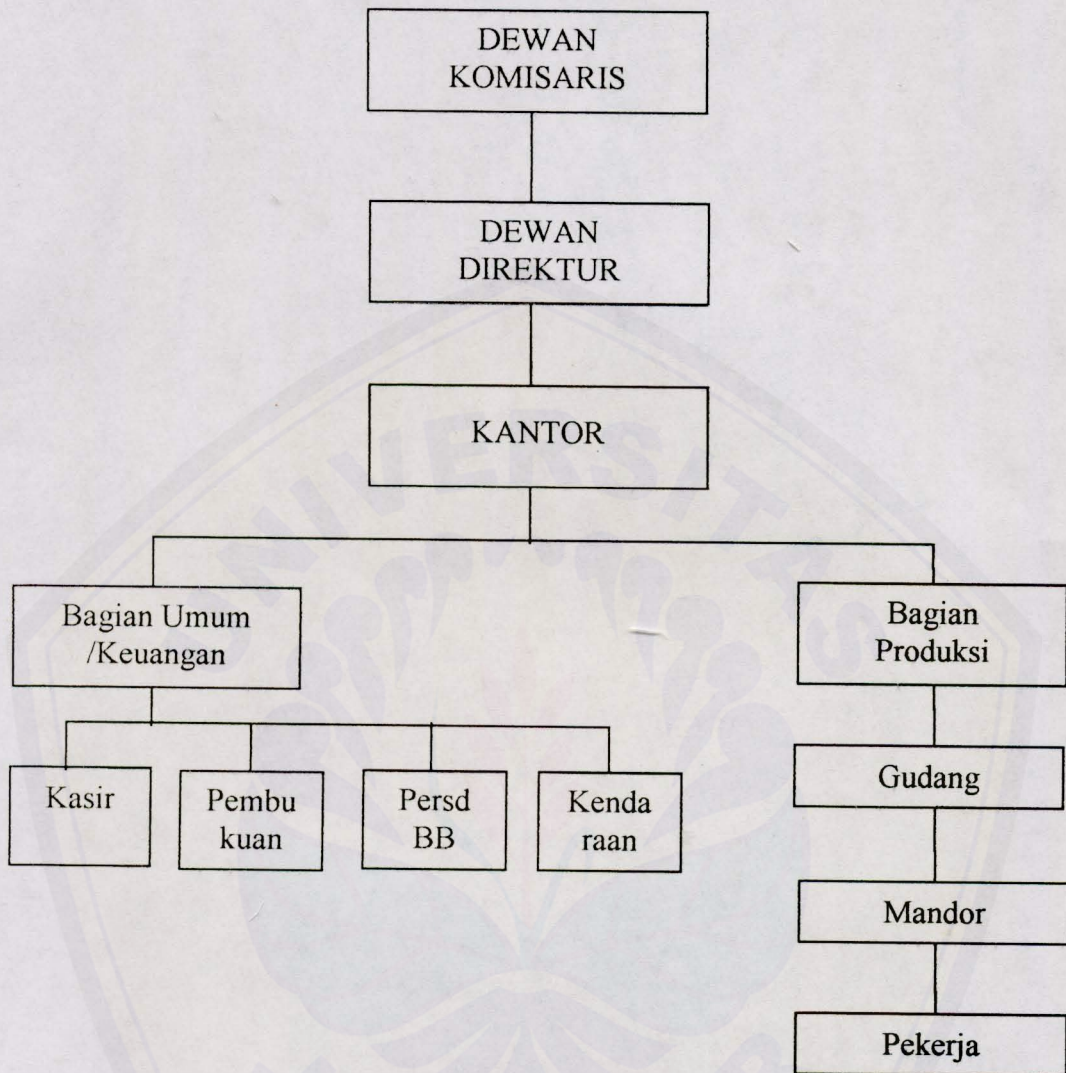 DEWAN
KOMISARIS
DEWAN
DIREKTUR
KANTOR
UNIVERSITAS
Bagian Umum
/Keuangan
Bagian
Produksi
Kasir
Pembu
kuan
Persd
BB
Kenda
raan
Gudang
Mandor
Pekerja